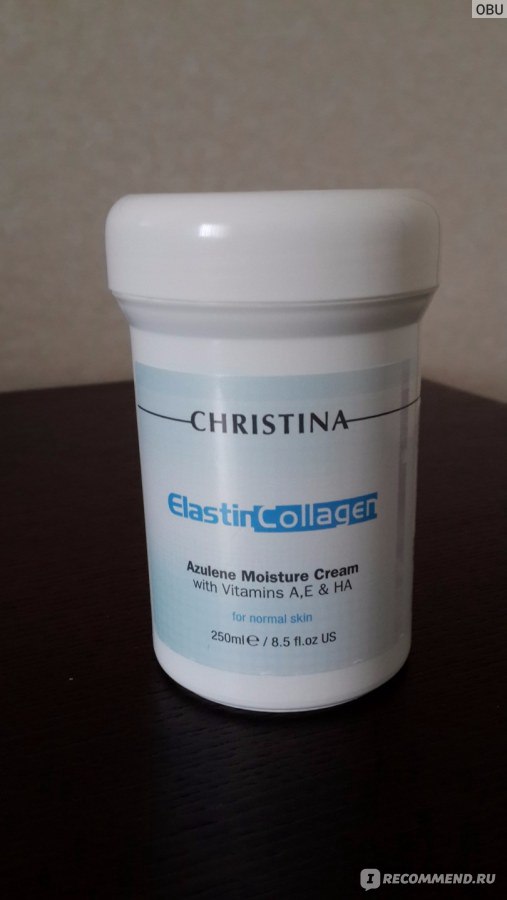 OBU
CHRISTINA
ElastinCollagen
Azulene Moisture Cream
with Vitamins A,E & HA
for normal skin
250ml℮ / 8.5 fl.oz US
IRECOMMEND.RU